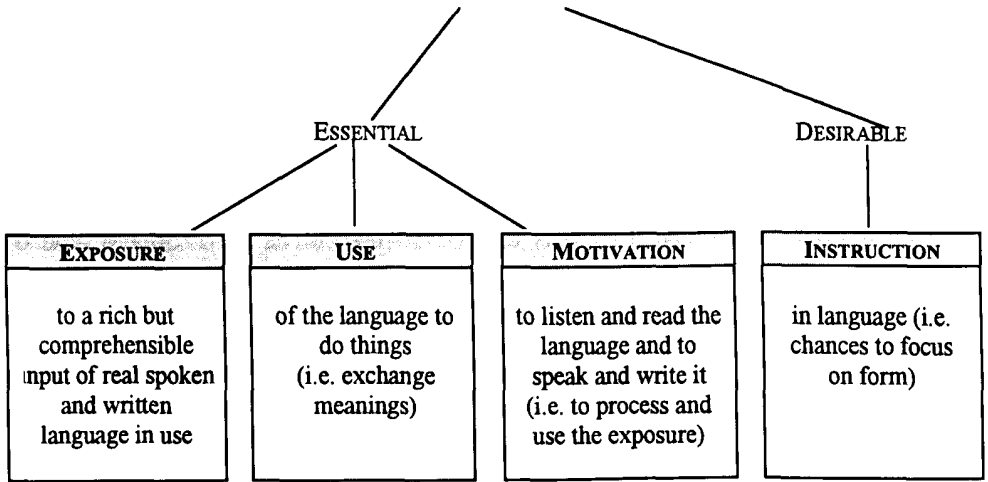 ESSENTIAL
DESIRABLE
EXPOSURE
to a rich but
comprehensible
input of real spoken
and written
language in use
USE
of the language to
do things
(i.e. exchange
meanings)
MOTIVATION
to listen and read the
language and to
speak and write it
(i.e. to process and
use the exposure)
INSTRUCTION
in language (i.e.
chances to focus
on form)